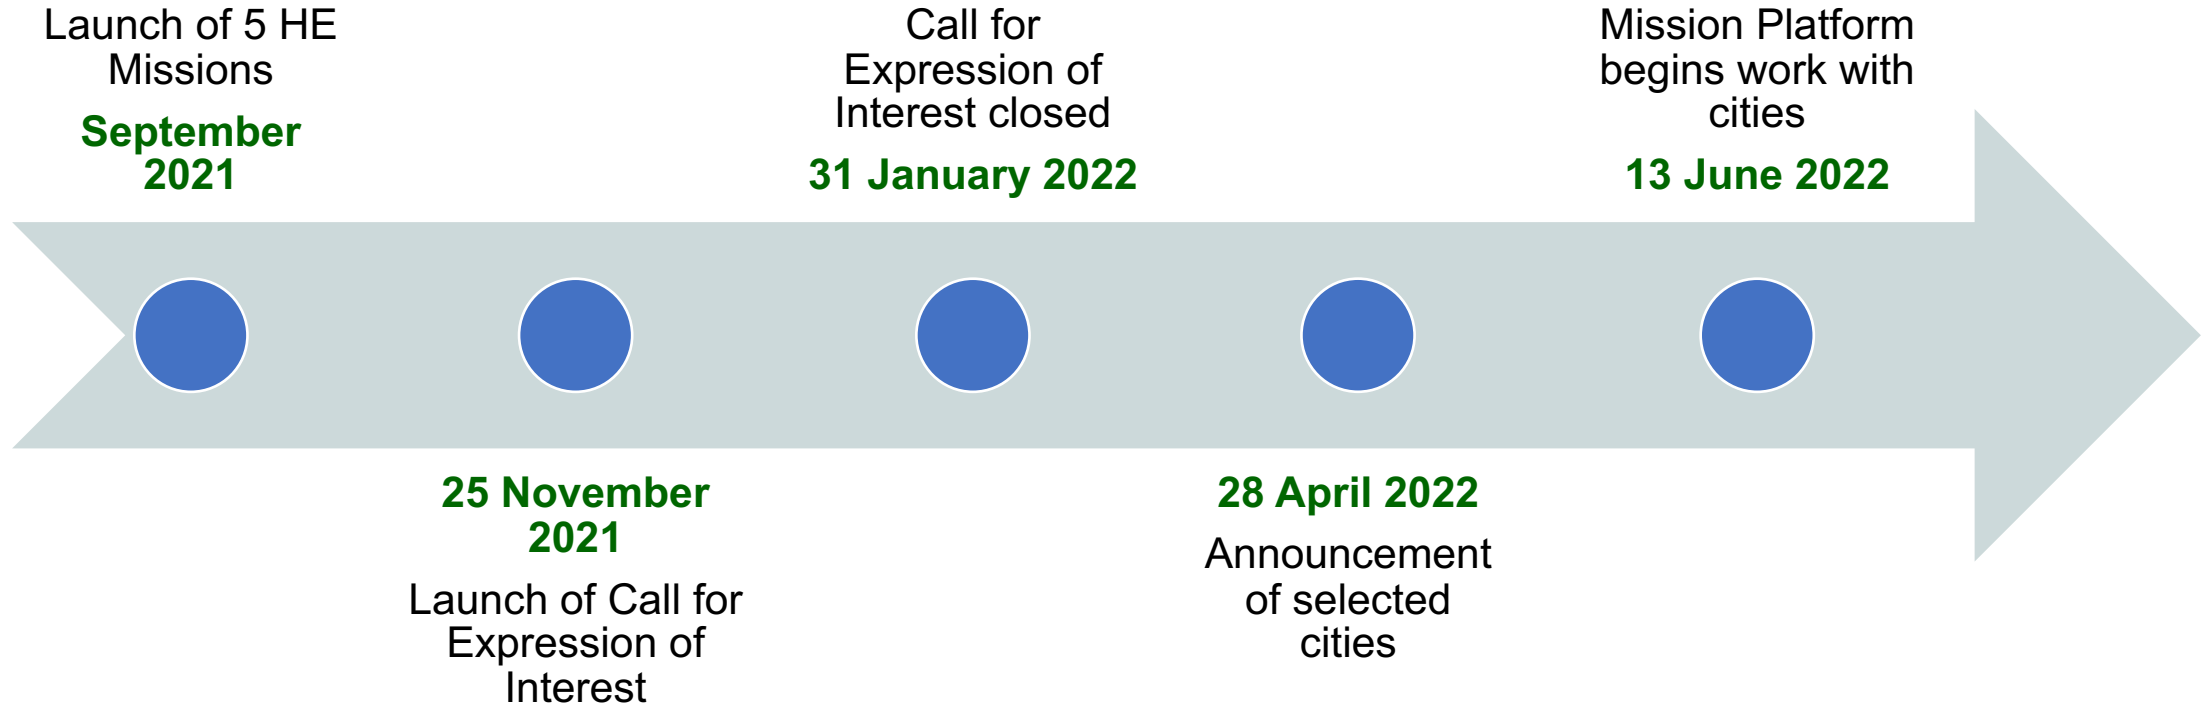 Launch of 5 HE
Missions
September
2021
25 November
2021
Launch of Call for
Expression of
Interest
Call for
Expression of
Interest closed
31 January 2022
28 April 2022
Announcement
of selected
cities
Mission Platform
begins work with
cities
13 June 2022